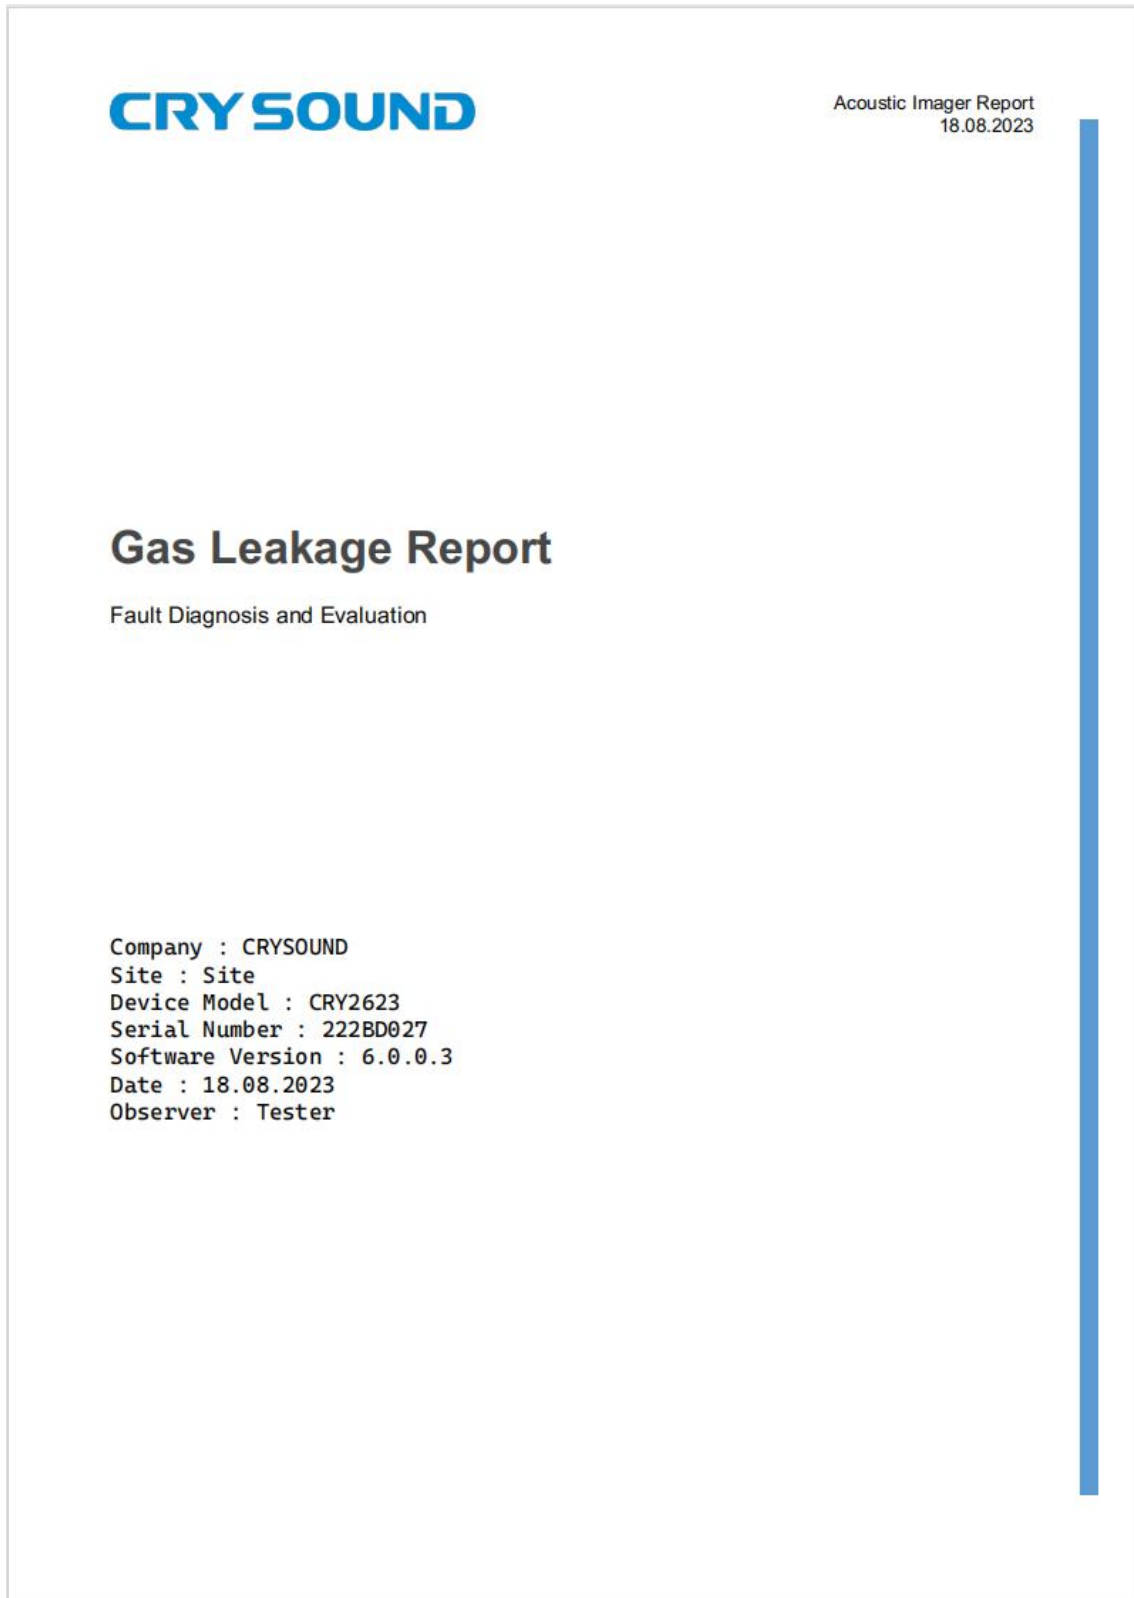 CRYSOUND
Acoustic Imager Report
18.08.2023
Gas Leakage Report
Fault Diagnosis and Evaluation
Company : CRYSOUND
Site : Site
Device Model : CRY2623
Serial Number : 222BD027
Software Version : 6.0.0.3
Date : 18.08.2023
Observer : Tester